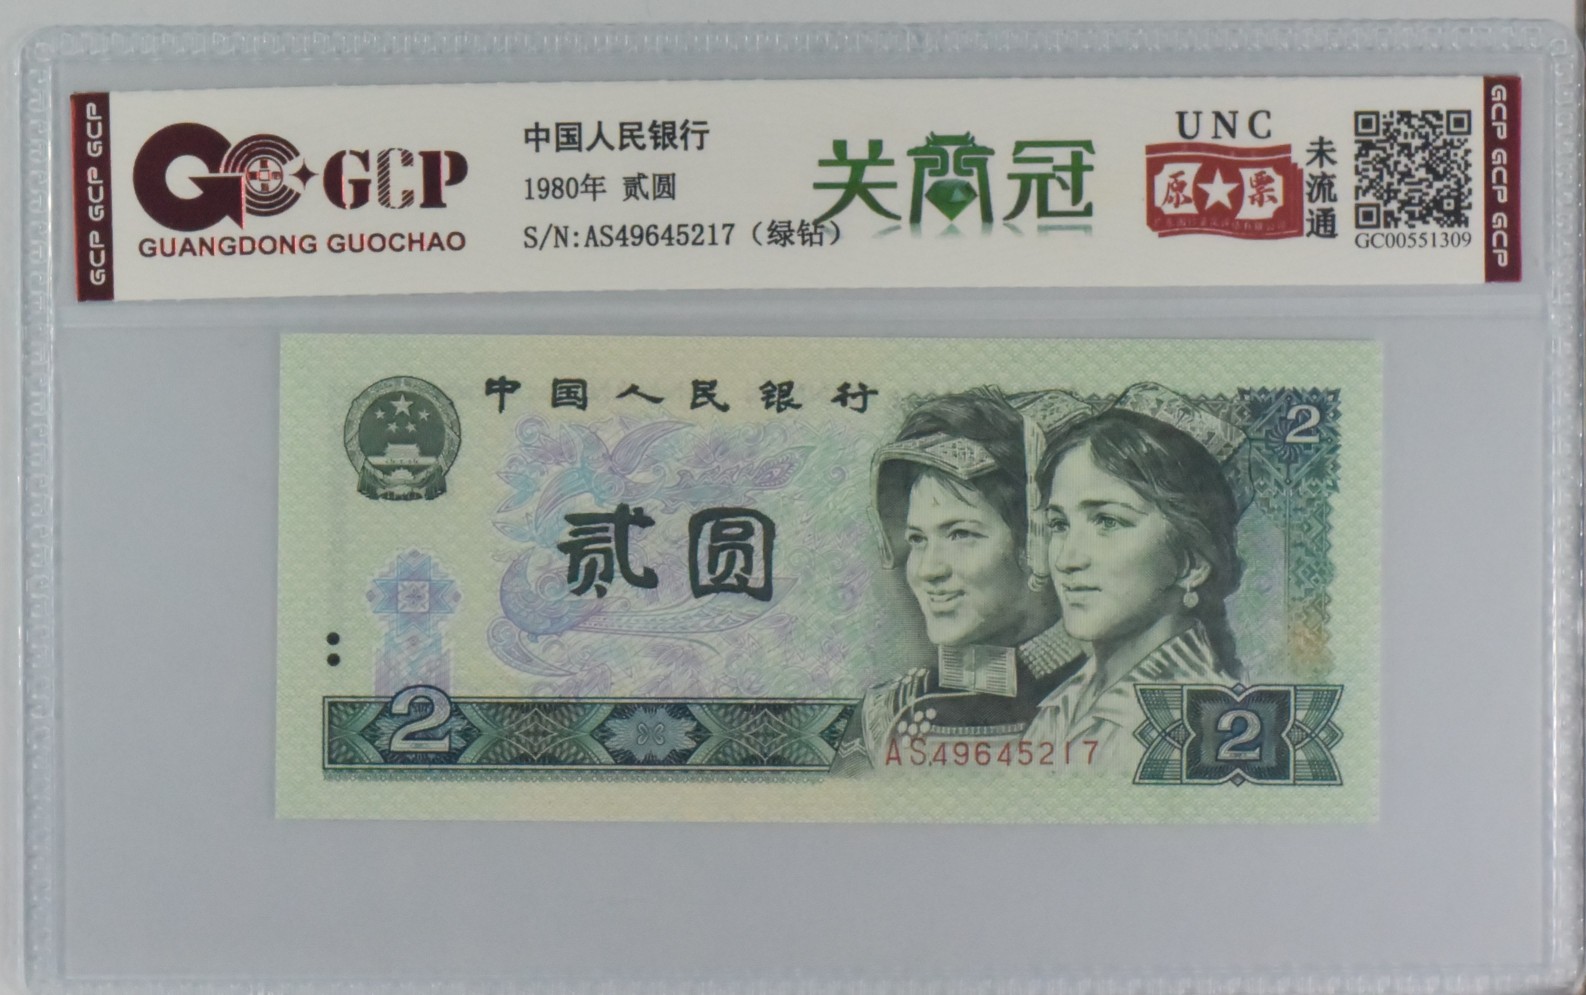 GCP GCP GCP
GCP
GUANGDONG GUOCHAO
中国人民银行
1980年 贰圆
S/N:AS49645217（绿钻）
关门冠
UNC
原票
未流通
GC00551309
GCP GCP GCP
中国人民银行
2
贰圆
2
AS49645217
2